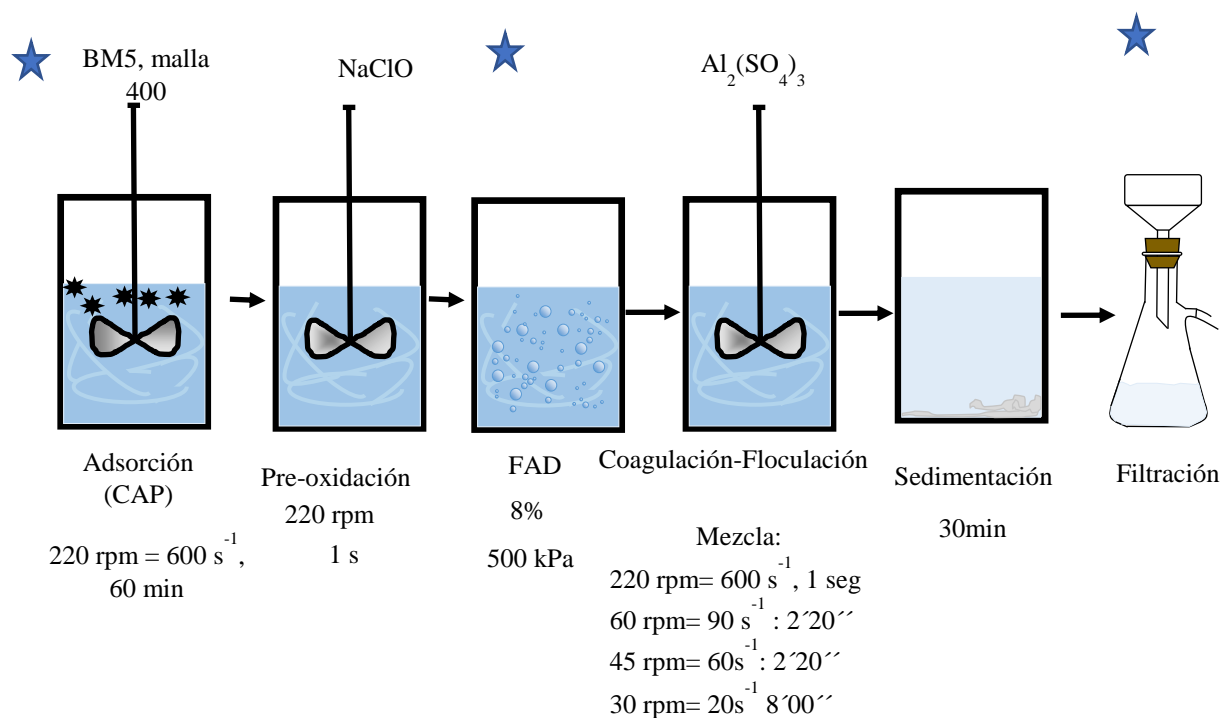 BM5, malla
400
NaClO
Al₂(SO₄)₃
Adsorción
(CAP)
220 rpm = 600 s⁻¹,
60 min
Pre-oxidación
220 rpm
1 s
FAD
8%
500 kPa
Coagulación-Floculación
Mezcla:
220 rpm= 600 s⁻¹, 1 seg
60 rpm= 90 s⁻¹ : 2´20´´
45 rpm= 60s⁻¹: 2´20´´
30 rpm= 20s⁻¹ 8´00´´
Sedimentación
30min
Filtración